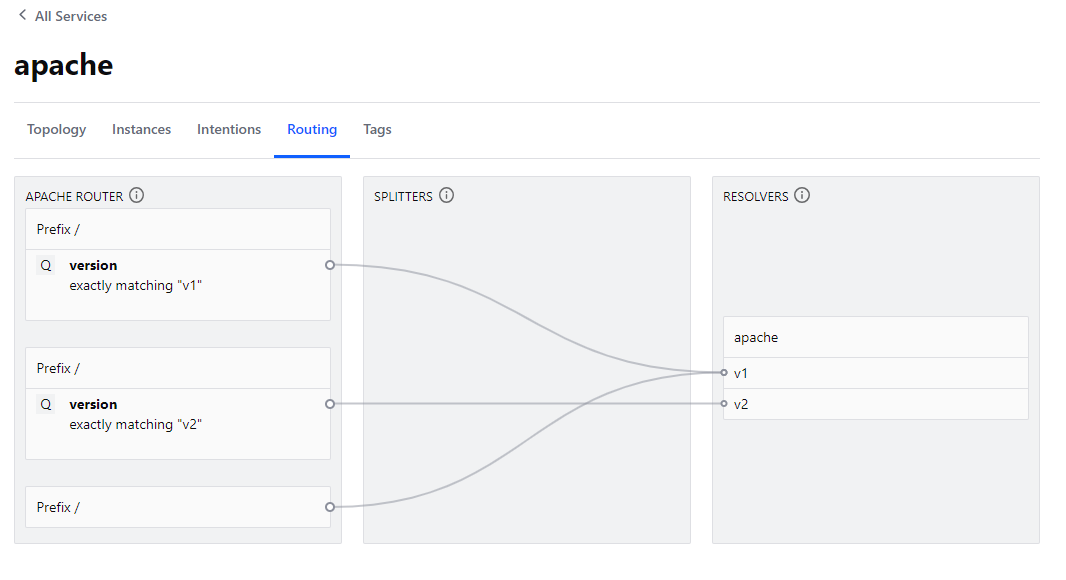 All Services
apache
Topology Instances Intentions Routing Tags
APACHE ROUTER
Prefix /
Q version
exactly matching "v1"
Prefix /
Q version
exactly matching "v2"
Prefix /
SPLITTERS
RESOLVERS
apache
v1
v2